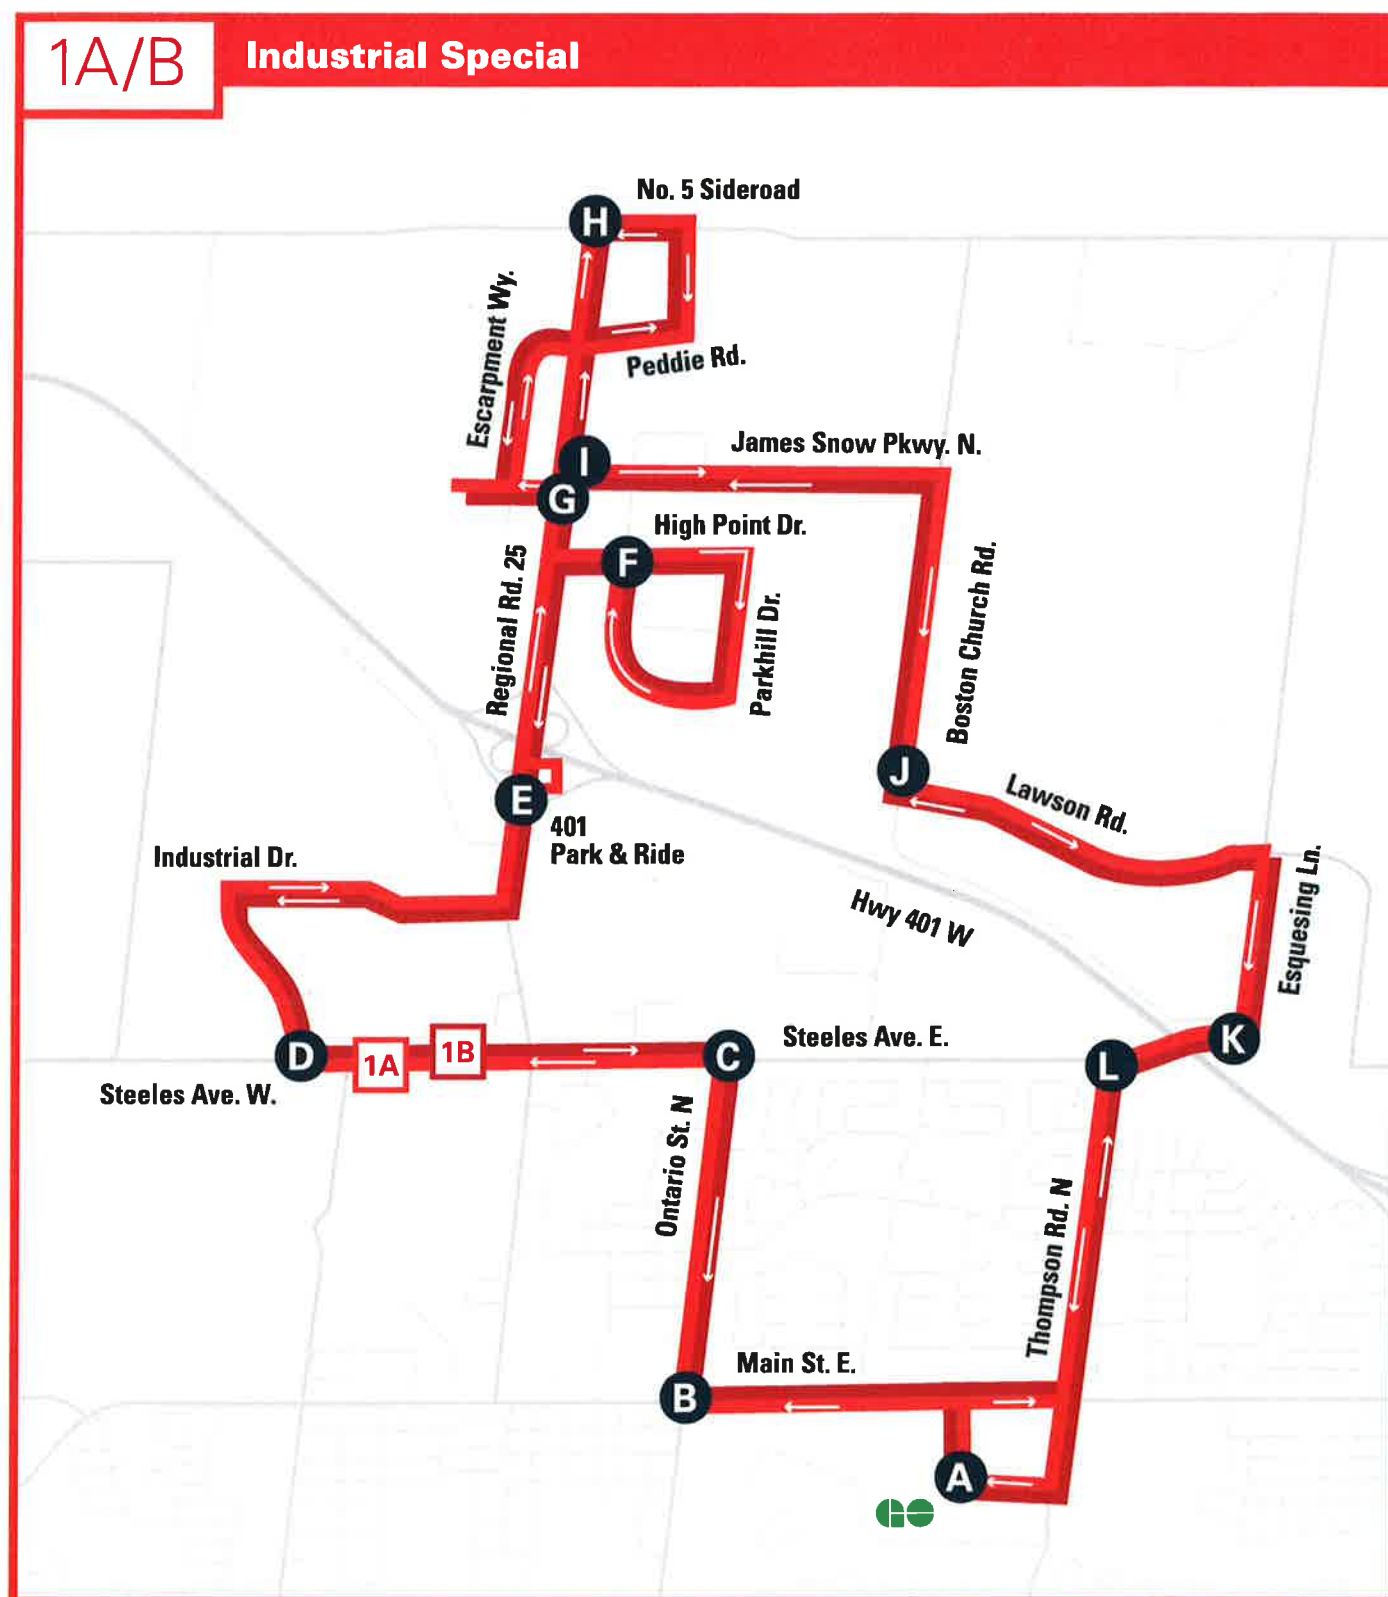 1A/B
Industrial Special
No. 5 Sideroad
H
Escarpment Wy.
Peddie Rd.
James Snow Pkwy. N.
I
G
High Point Dr.
F
Regional Rd. 25
Parkhill Dr.
Boston Church Rd.
J
Lawson Rd.
E
401
Park & Ride
Industrial Dr.
Hwy 401 W
Esquesing Ln.
K
D
1A
1B
C
Steeles Ave. E.
L
Steeles Ave. W.
Ontario St. N
Thompson Rd. N
Main St. E.
B
A
GO